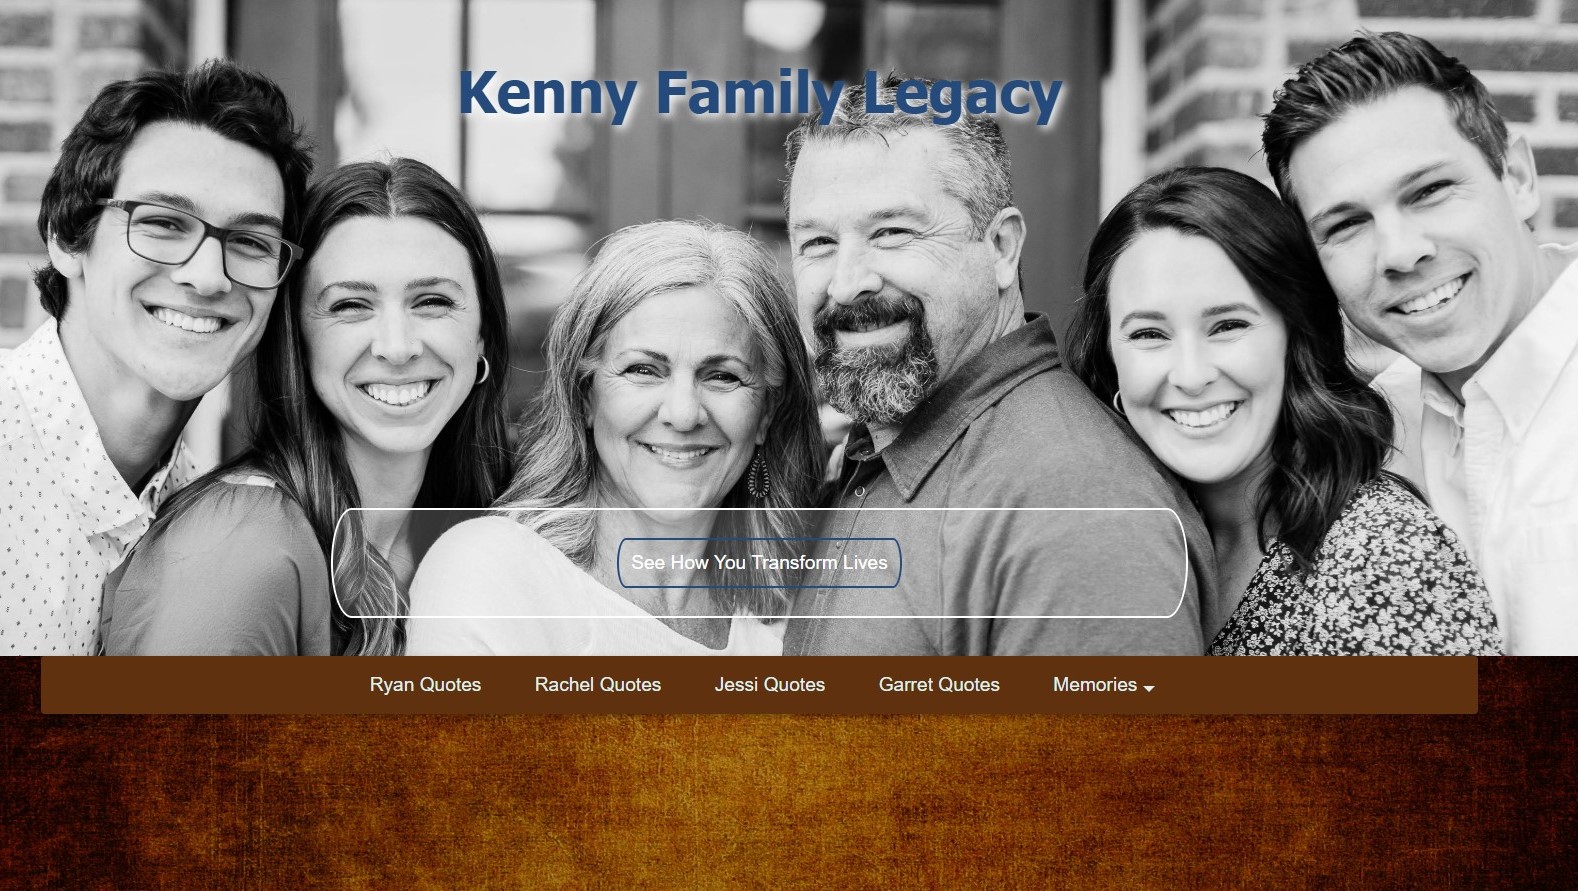 Kenny Family Legacy
See How You Transform Lives
Ryan Quotes Rachel Quotes Jessi Quotes Garret Quotes Memories